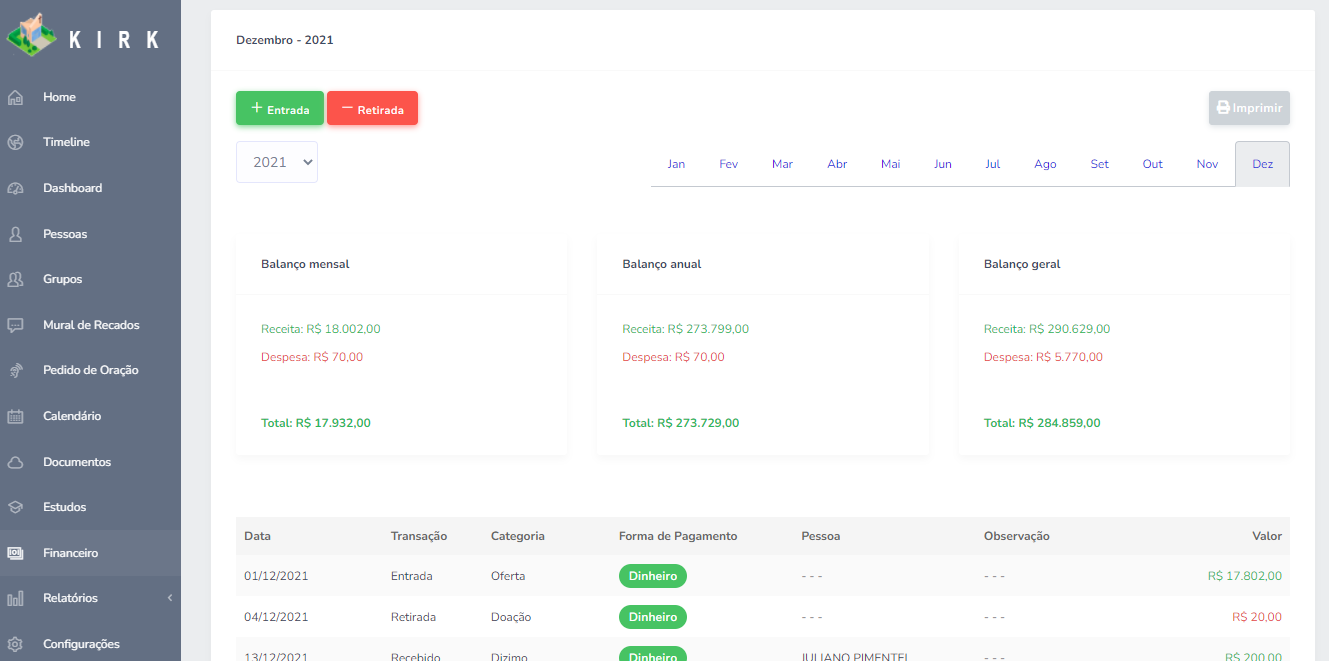 KIRK
Home
Timeline
Dashboard
Pessoas
Grupos
Mural de Recados
Pedido de Oração
Calendário
Documentos
Estudos
Financeiro
Relatórios
Configurações
Dezembro - 2021
+ Entrada
− Retirada
Imprimir
2021
Jan Fev Mar Abr Mai Jun Jul Ago Set Out Nov Dez
Balanço mensal
Receita: R$ 18.002,00
Despesa: R$ 70,00
Total: R$ 17.932,00
Balanço anual
Receita: R$ 273.799,00
Despesa: R$ 70,00
Total: R$ 273.729,00
Balanço geral
Receita: R$ 290.629,00
Despesa: R$ 5.770,00
Total: R$ 284.859,00
Data Transação Categoria Forma de Pagamento Pessoa Observação Valor
01/12/2021 Entrada Oferta Dinheiro - - - - - - R$ 17.802,00
04/12/2021 Retirada Doação Dinheiro - - - - - - R$ 20,00
13/12/2021 Recebido Dizimo Dinheiro JULIANO PIMENTEL - - - R$ 200,00